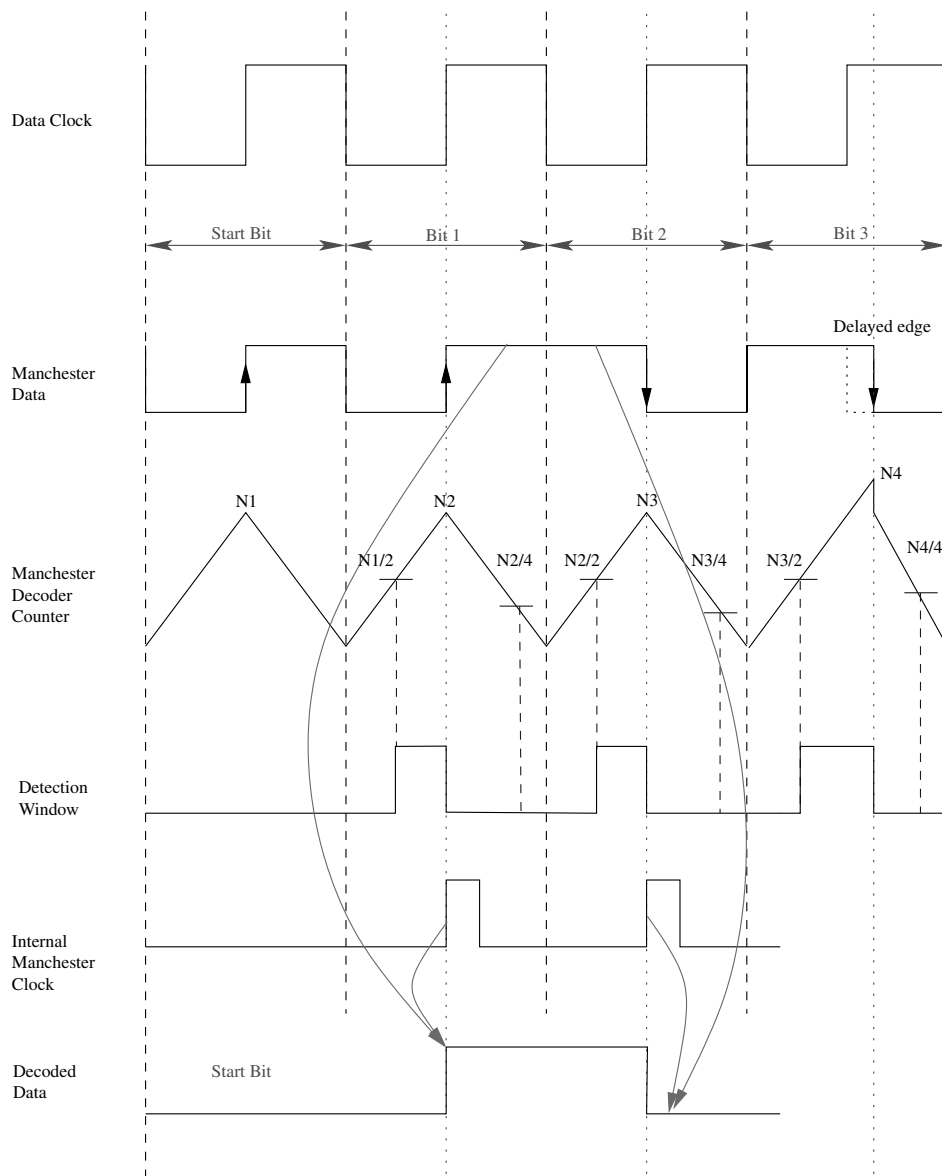 Data Clock
Start Bit
Bit 1
Bit 2
Bit 3
Delayed edge
Manchester
Data
N1
N2
N3
N4
N1/2
N2/4
N2/2
N3/4
N3/2
N4/4
Manchester
Decoder
Counter
Detection
Window
Internal
Manchester
Clock
Decoded
Data
Start Bit